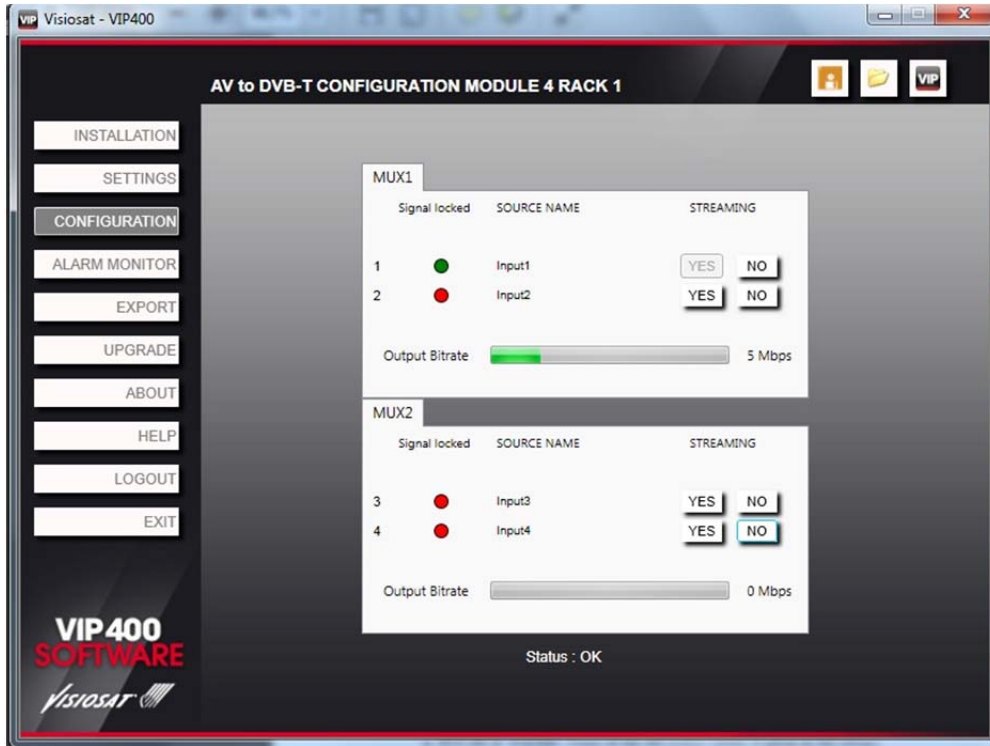 VIP Visiosat - VIP400
AV to DVB-T CONFIGURATION MODULE 4 RACK 1
VIP
INSTALLATION
SETTINGS
CONFIGURATION
ALARM MONITOR
EXPORT
UPGRADE
ABOUT
HELP
LOGOUT
EXIT
MUX1
Signal locked SOURCE NAME STREAMING
1 Input1 YES NO
2 Input2 YES NO
Output Bitrate 5 Mbps
MUX2
Signal locked SOURCE NAME STREAMING
3 Input3 YES NO
4 Input4 YES NO
Output Bitrate 0 Mbps
Status : OK
VIP400
SOFTWARE
VISIOSAT